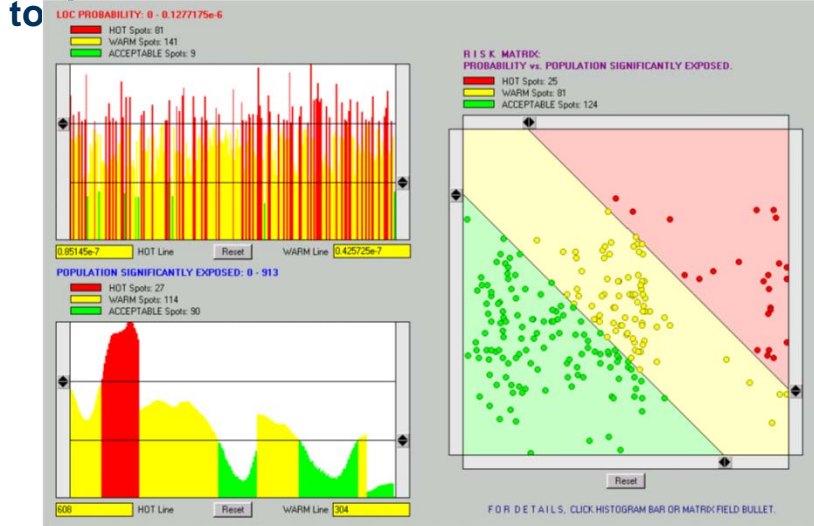 to
LOC PROBABILITY: 0 - 0.1277175e-6
HOT Spots: 81
WARM Spots: 141
ACCEPTABLE Spots: 9
0.85145e-7 HOT Line Reset WARM Line 0.425725e-7
POPULATION SIGNIFICANTLY EXPOSED: 0 - 913
HOT Spots: 27
WARM Spots: 114
ACCEPTABLE Spots: 90
608 HOT Line Reset WARM Line 304
RISK MATRIX:
PROBABILITY vs. POPULATION SIGNIFICANTLY EXPOSED.
HOT Spots: 25
WARM Spots: 81
ACCEPTABLE Spots: 124
Reset
FOR DETAILS, CLICK HISTOGRAM BAR OR MATRIX FIELD BULLET.